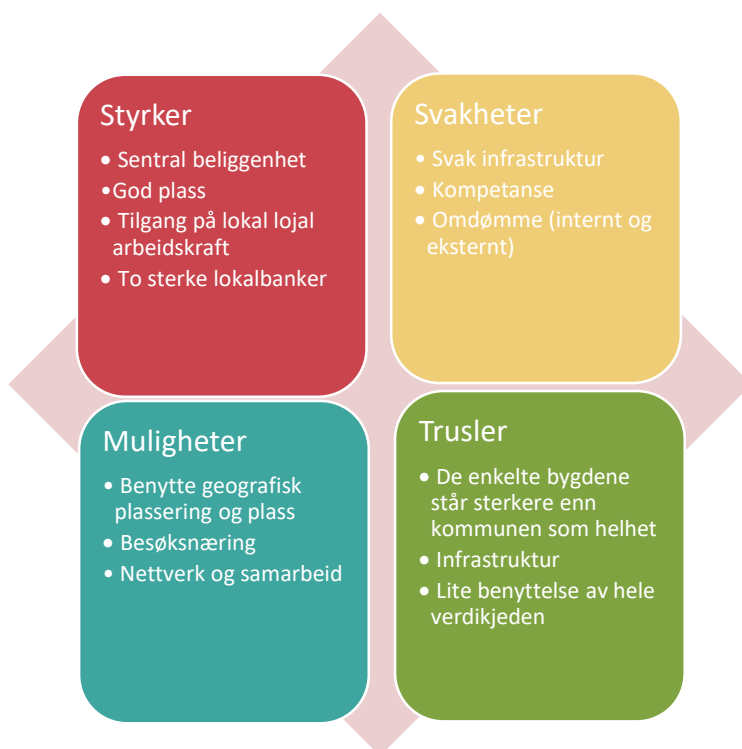 Styrker
• Sentral beliggenhet
•God plass
• Tilgang på lokal lojal
arbeidskraft
• To sterke lokalbanker
Svakheter
• Svak infrastruktur
• Kompetanse
• Omdømme (internt og
eksternt)
Muligheter
• Benytte geografisk
plassering og plass
• Besøksnæring
• Nettverk og samarbeid
Trusler
• De enkelte bygdene
står sterkere enn
kommunen som helhet
• Infrastruktur
• Lite benyttelse av hele
verdikjeden